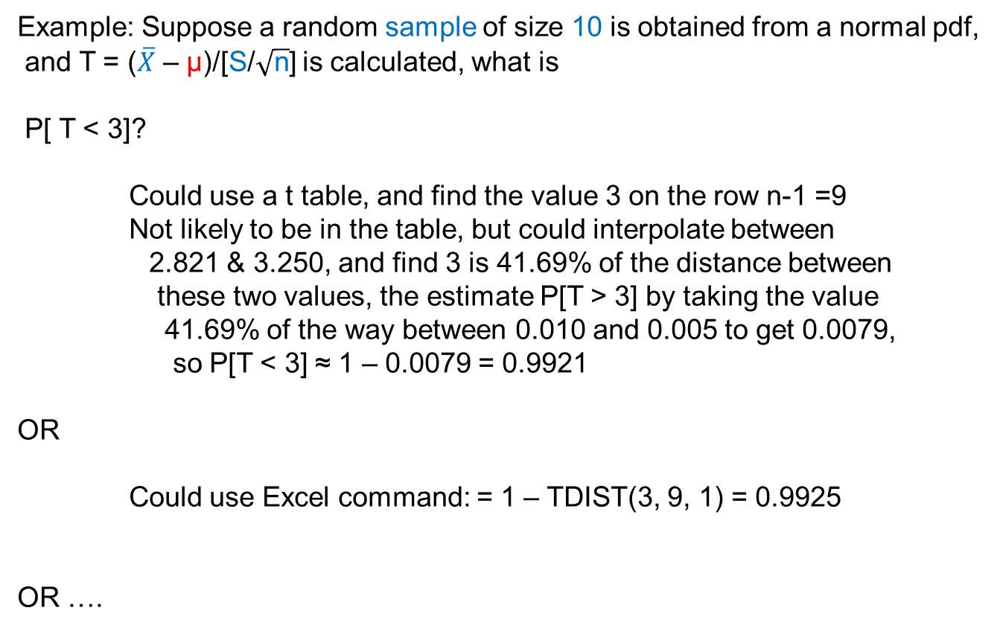 Example: Suppose a random sample of size 10 is obtained from a normal pdf,
and T = (X̄ – μ)/[S/√n] is calculated, what is
P[ T < 3]?
Could use a t table, and find the value 3 on the row n-1 =9
Not likely to be in the table, but could interpolate between
2.821 & 3.250, and find 3 is 41.69% of the distance between
these two values, the estimate P[T > 3] by taking the value
41.69% of the way between 0.010 and 0.005 to get 0.0079,
so P[T < 3] ≈ 1 – 0.0079 = 0.9921
OR
Could use Excel command: = 1 – TDIST(3, 9, 1) = 0.9925
OR ….